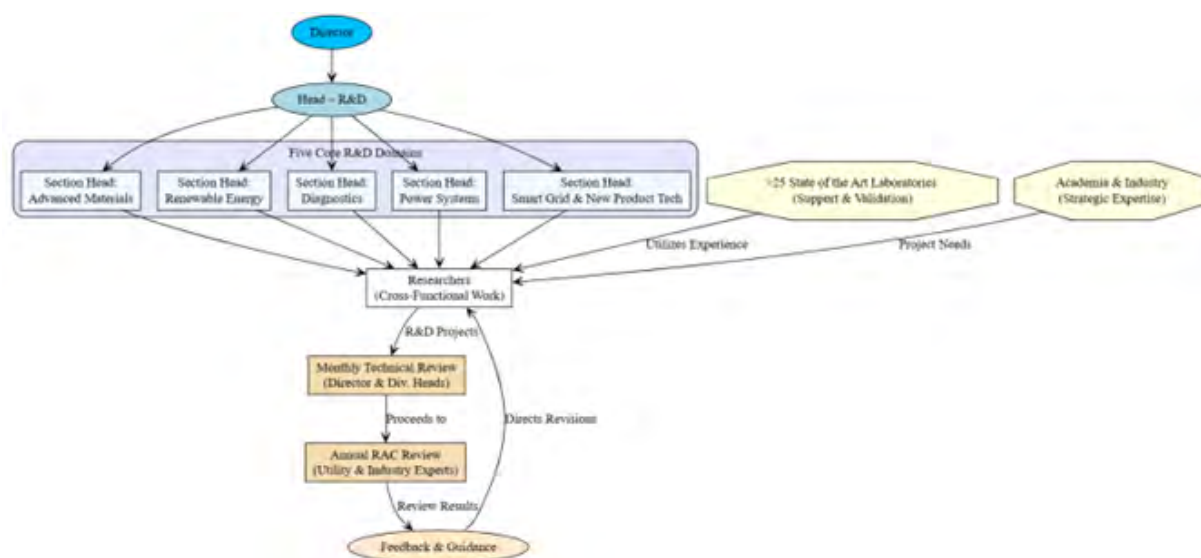 Director
Head – R&D
Five Core R&D Domains
Section Head:
Advanced Materials
Section Head:
Renewable Energy
Section Head:
Diagnostics
Section Head:
Power Systems
Section Head:
Smart Grid & New Product Tech
>25 State of the Art Laboratories
(Support & Validation)
Academia & Industry
(Strategic Expertise)
Utilizes Experience
Project Needs
Researchers
(Cross-Functional Work)
R&D Projects
Monthly Technical Review
(Director & Div. Heads)
Proceeds to
Directs Revisions
Annual RAC Review
(Utility & Industry Experts)
Review Results
Feedback & Guidance